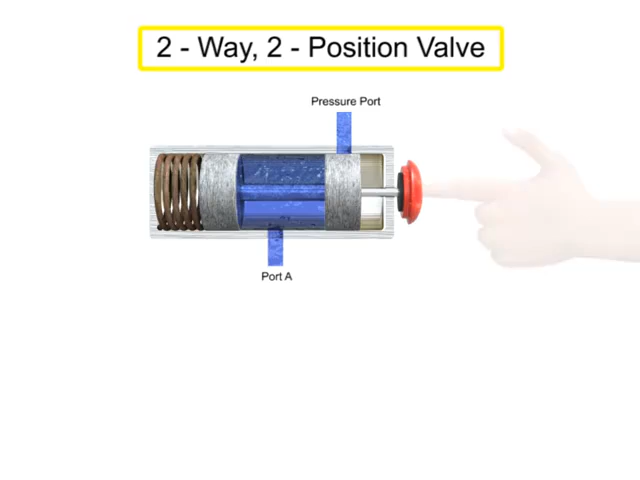 2 - Way, 2 - Position Valve
Pressure Port
Port A